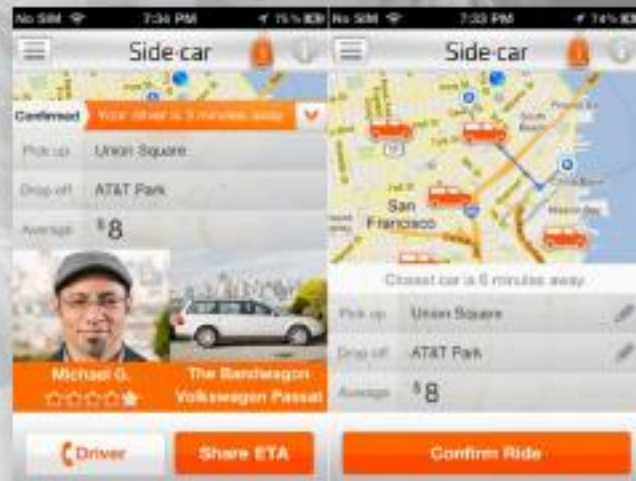 No SIM 7:34 PM 75%
Side·car
Confirmed Your driver is 5 minutes away
Pick up Union Square
Drop off AT&T Park
Average $8
Michael G.
The Bandwagon
Volkswagen Passat
Driver
Share ETA
No SIM 7:33 PM 74%
Side·car
South
Beach
San
Francisco
Closest car is 6 minutes away
Pick up Union Square
Drop off AT&T Park
Average $8
Confirm Ride